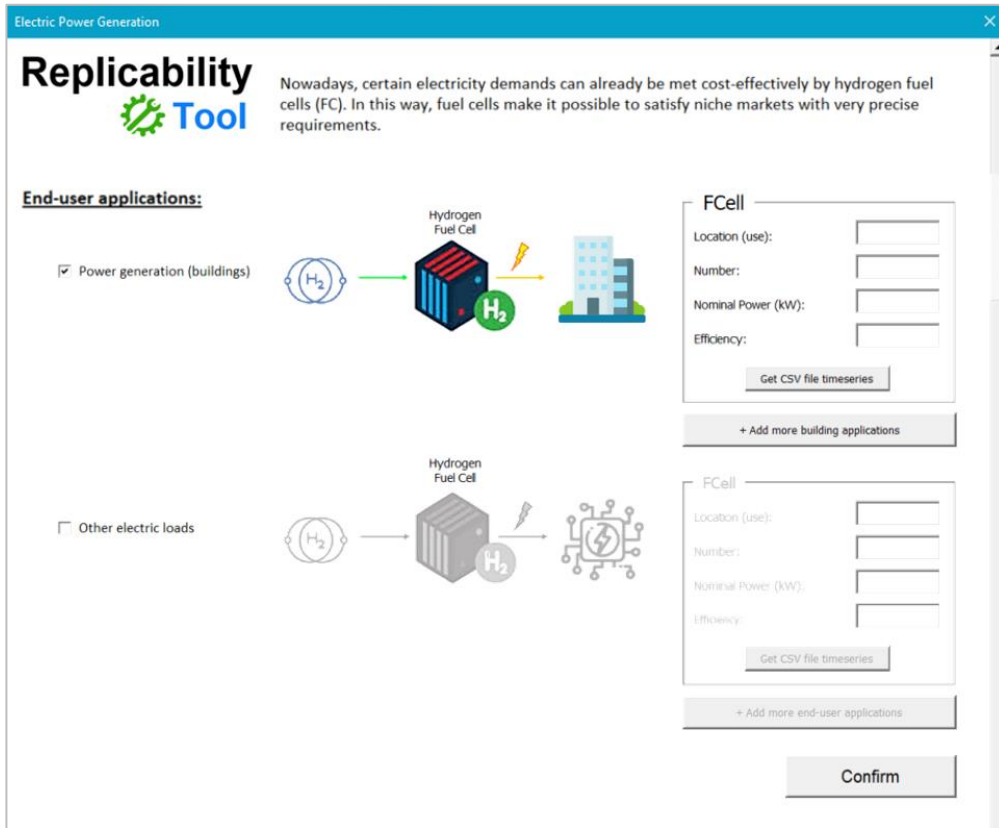 Electric Power Generation
Replicability
Tool
Nowadays, certain electricity demands can already be met cost-effectively by hydrogen fuel
cells (FC). In this way, fuel cells make it possible to satisfy niche markets with very precise
requirements.
End-user applications:
Power generation (buildings)
Hydrogen
Fuel Cell
H2
H2
FCell
Location (use):
Number:
Nominal Power (kW):
Efficiency:
Get CSV file timeseries
+ Add more building applications
Other electric loads
Hydrogen
Fuel Cell
H2
H2
FCell
Location (use):
Number:
Nominal Power (kW):
Efficiency:
Get CSV file timeseries
+ Add more end-user applications
Confirm